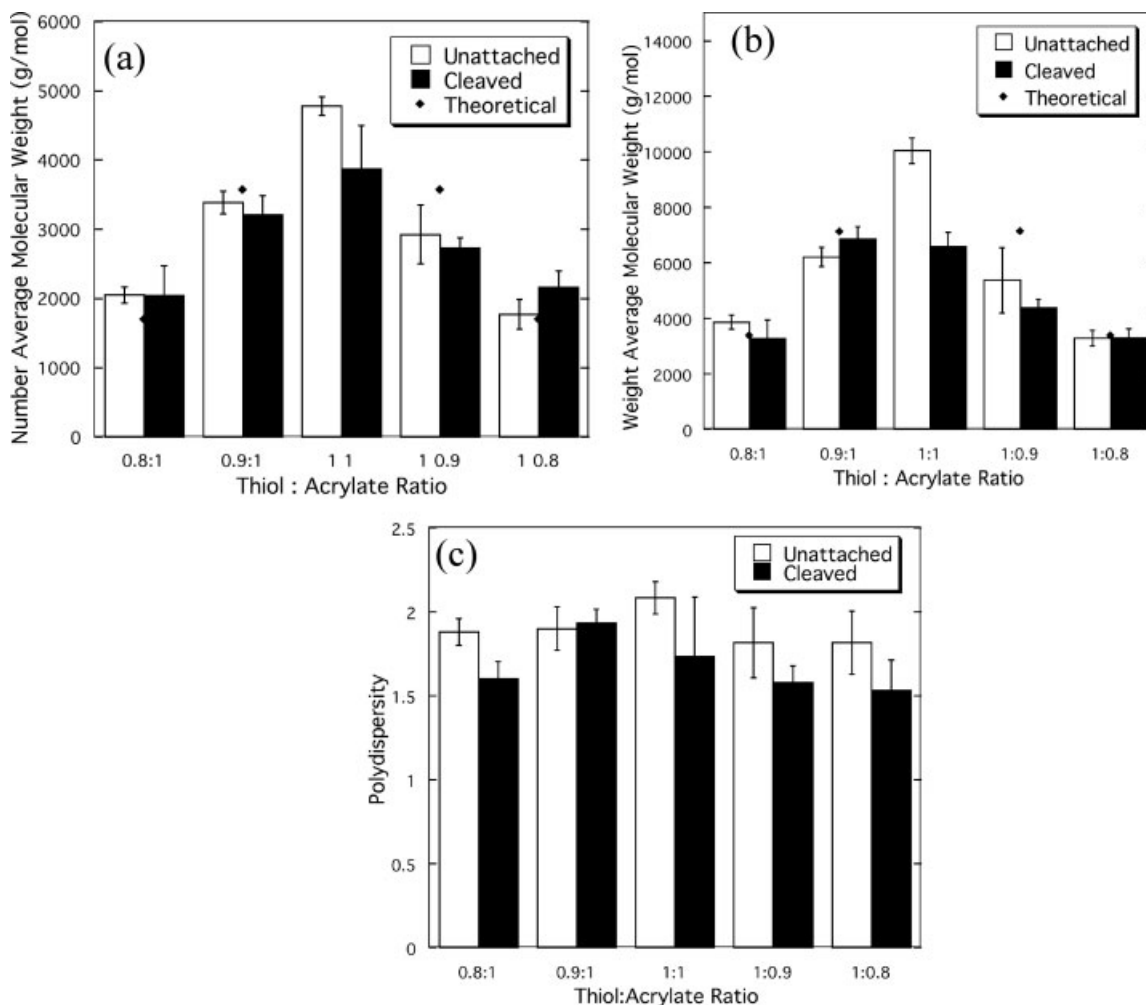 (a)
Unattached
Cleaved
Theoretical
Number Average Molecular Weight (g/mol)
6000
5000
4000
3000
2000
1000
0
0.8:1 0.9:1 1 1 1 0.9 1 0.8
Thiol : Acrylate Ratio
(b)
Unattached
Cleaved
Theoretical
Weight Average Molecular Weight (g/mol)
14000
12000
10000
8000
6000
4000
2000
0
0.8:1 0.9:1 1:1 1:0.9 1:0.8
Thiol : Acrylate Ratio
(c)
Unattached
Cleaved
Polydispersity
2.5
2
1.5
1
0.5
0
0.8:1 0.9:1 1:1 1:0.9 1:0.8
Thiol:Acrylate Ratio